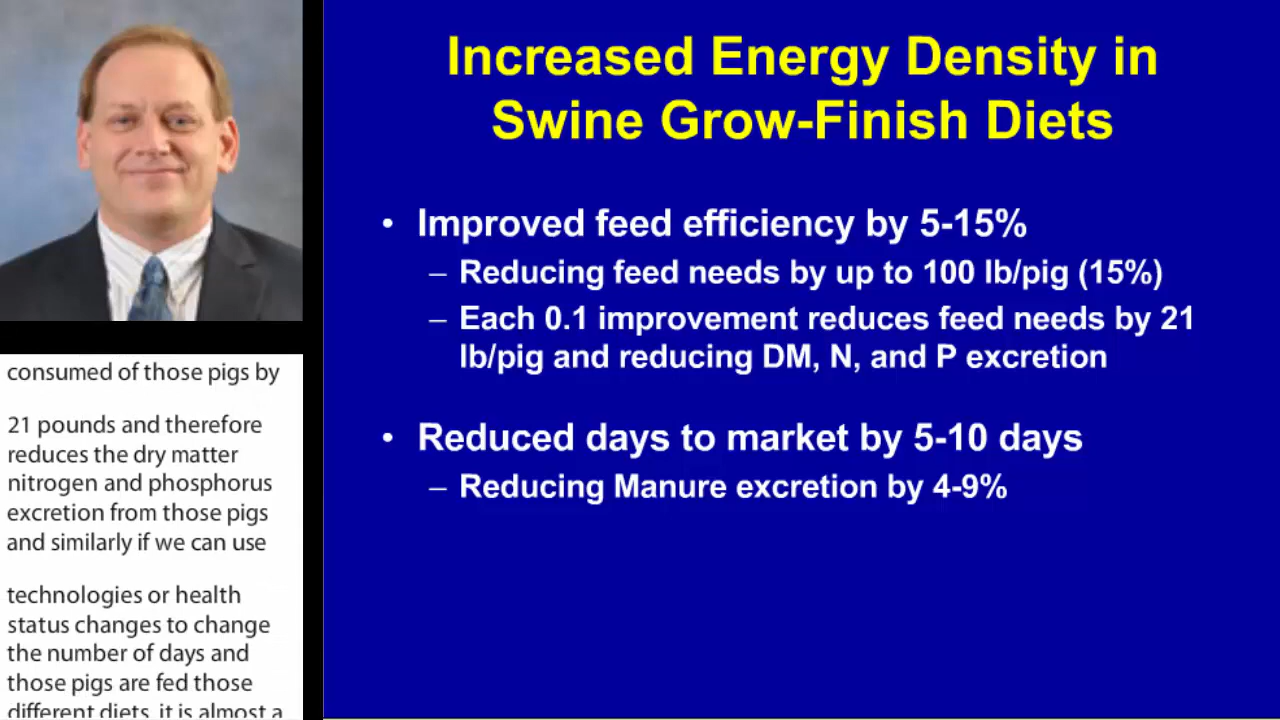 Increased Energy Density in
Swine Grow-Finish Diets
• Improved feed efficiency by 5-15%
– Reducing feed needs by up to 100 lb/pig (15%)
– Each 0.1 improvement reduces feed needs by 21
lb/pig and reducing DM, N, and P excretion
• Reduced days to market by 5-10 days
– Reducing Manure excretion by 4-9%
consumed of those pigs by
21 pounds and therefore
reduces the dry matter
nitrogen and phosphorus
excretion from those pigs
and similarly if we can use
technologies or health
status changes to change
the number of days and
those pigs are fed those
different diets, it is almost a